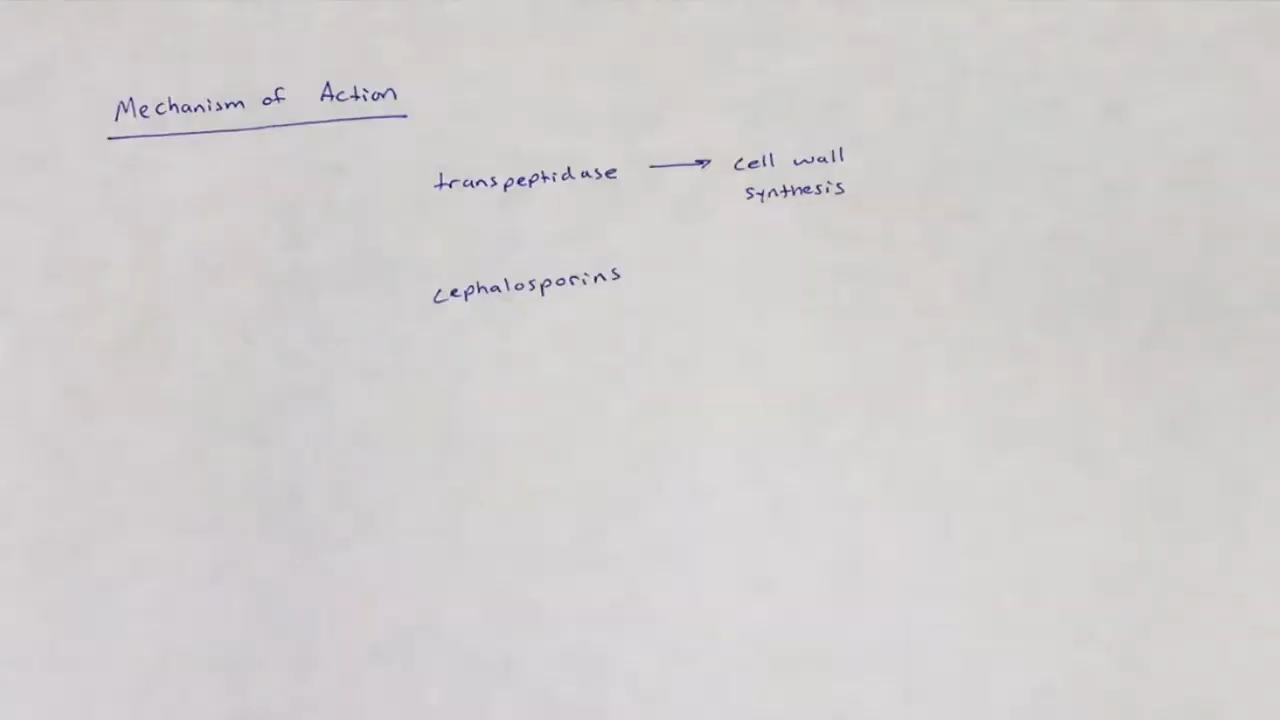 Mechanism of Action
transpeptidase → cell wall
synthesis
cephalosporins